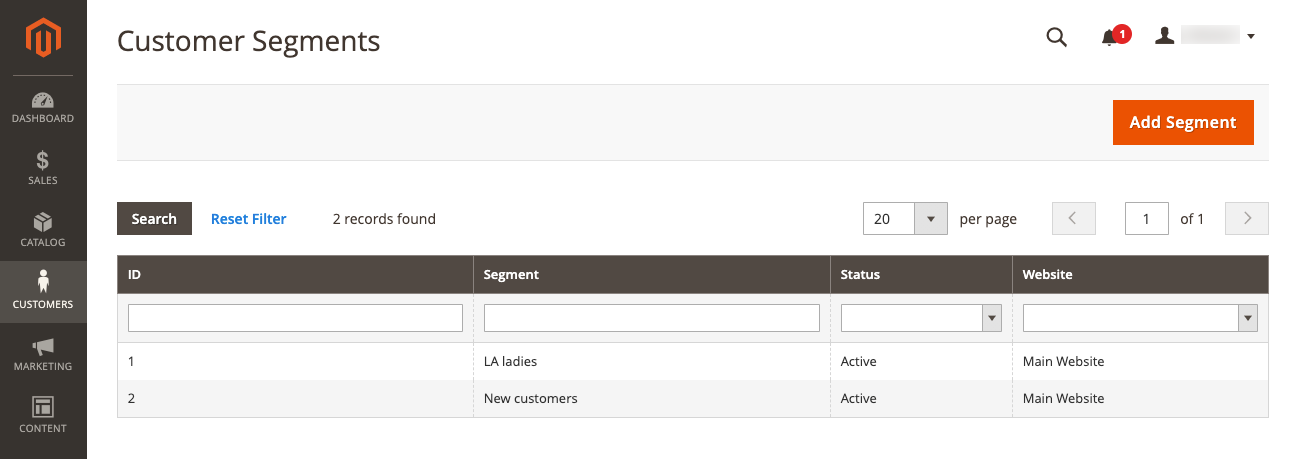 Customer Segments
1
DASHBOARD
Add Segment
SALES
Search Reset Filter 2 records found 20 per page 1 of 1
CATALOG
ID Segment Status Website
CUSTOMERS
1 LA ladies Active Main Website
MARKETING
2 New customers Active Main Website
CONTENT